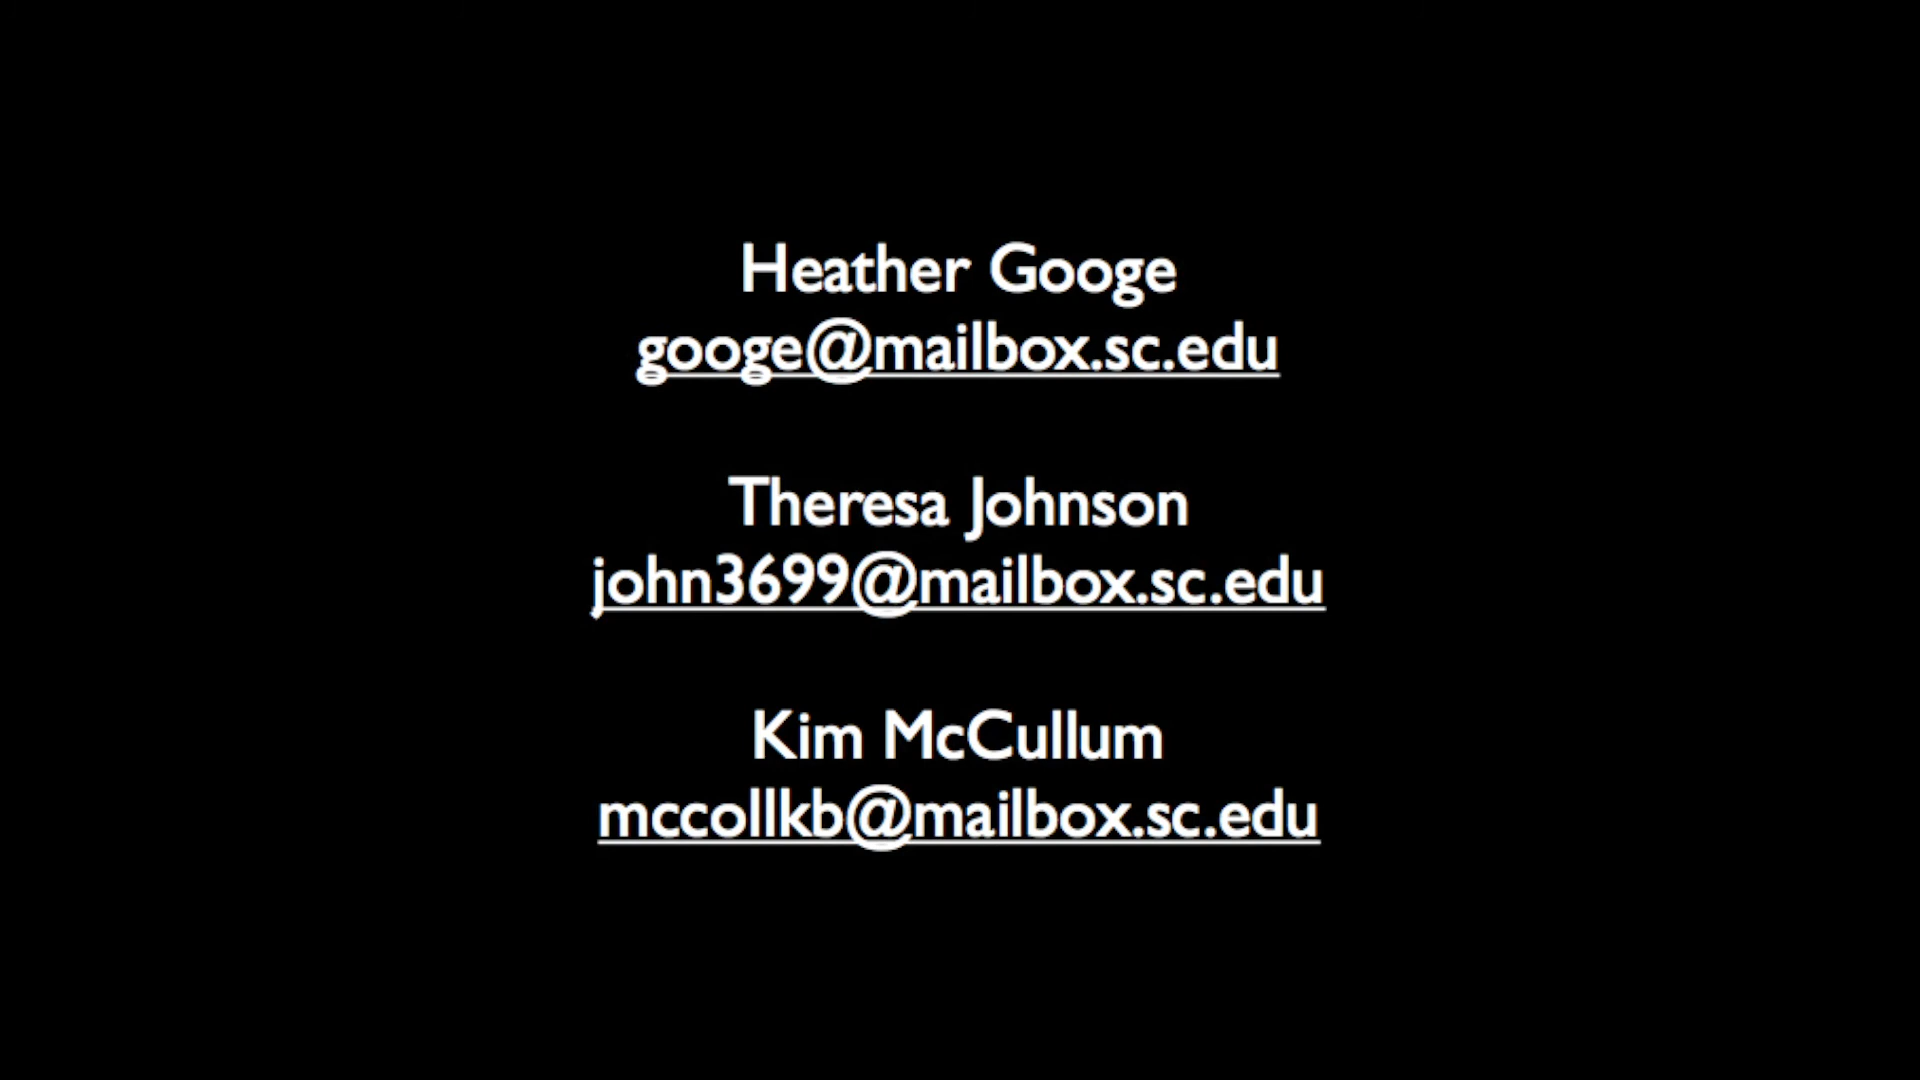 Heather Googe
googe@mailbox.sc.edu
Theresa Johnson
john3699@mailbox.sc.edu
Kim McCullum
mccollkb@mailbox.sc.edu